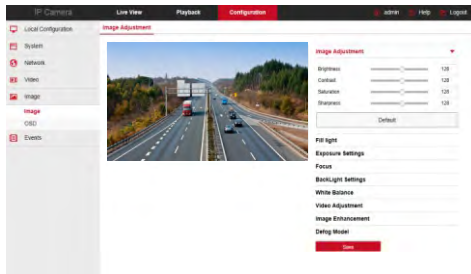 IP Camera
Live View
Playback
Configuration
admin
Help
Logout
Local Configuration
System
Network
Video
Image
Image
OSD
Events
Image Adjustment
Image Adjustment
Brightness 128
Contrast 128
Saturation 128
Sharpness 128
Default
Fill light
Exposure Settings
Focus
BackLight Settings
White Balance
Video Adjustment
Image Enhancement
Defog Model
Save